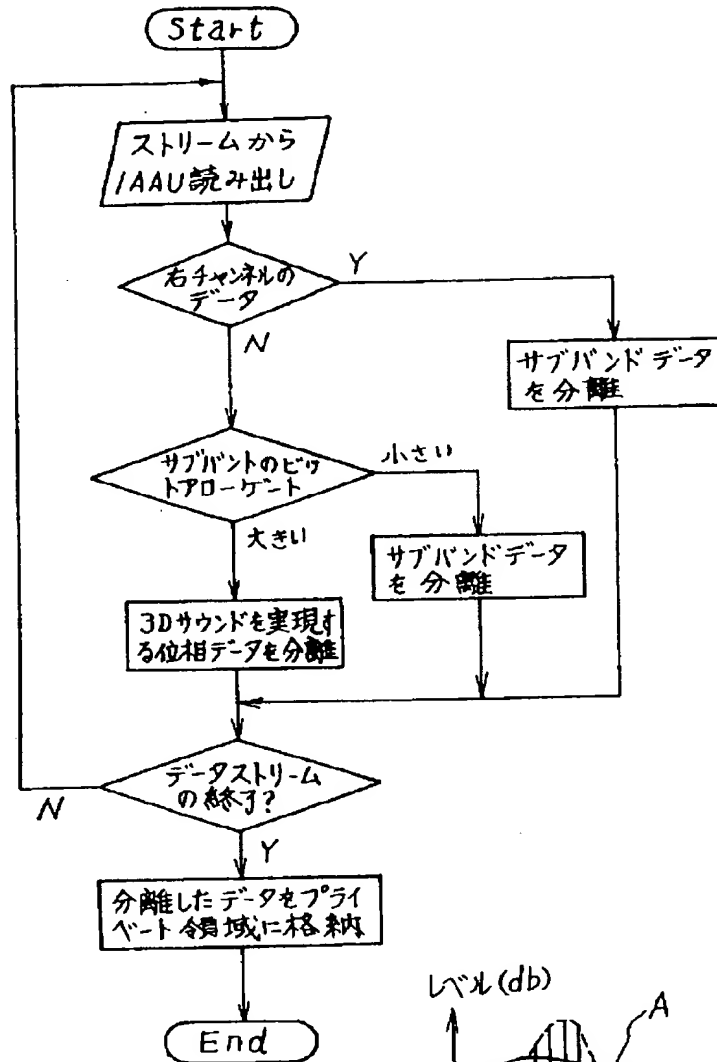 Start
ストリームから
1AAU読み出し
右チャンネルの
データ
Y
N
サブバンドデータ
を分離
サブバントのビッ
トアローケート
小さい
大きい
サブバンドデータ
を分離
3Dサウンドを実現す
る位相データを分離
データストリーム
の終了?
N
Y
分離したデータをプライ
ベート領域に格納
End
レベル(db)
A